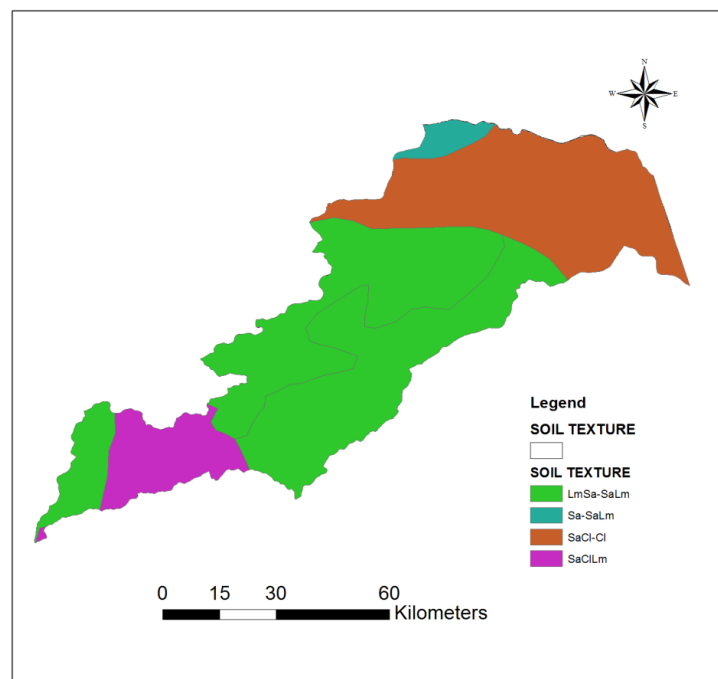 N
W E
S
Legend
SOIL TEXTURE
SOIL TEXTURE
LmSa-SaLm
Sa-SaLm
SaCl-Cl
SaClLm
0 15 30 60
Kilometers